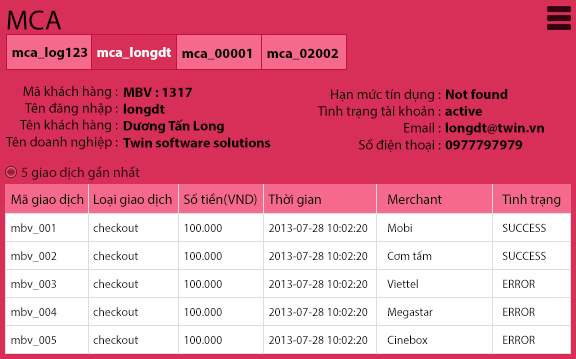 MCA
mca_log123 mca_longdt mca_00001 mca_02002
Mã khách hàng : MBV : 1317
Tên đăng nhập : longdt
Tên khách hàng : Dương Tấn Long
Tên doanh nghiệp : Twin software solutions
Hạn mức tín dụng : Not found
Tình trạng tài khoản : active
Email : longdt@twin.vn
Số điện thoại : 0977797979
5 giao dịch gần nhất
Mã giao dịch Loại giao dịch Số tiền(VND) Thời gian Merchant Tình trạng
mbv_001 checkout 100.000 2013-07-28 10:02:20 Mobi SUCCESS
mbv_002 checkout 100.000 2013-07-28 10:02:20 Cơm tấm SUCCESS
mbv_003 checkout 100.000 2013-07-28 10:02:20 Viettel ERROR
mbv_004 checkout 100.000 2013-07-28 10:02:20 Megastar ERROR
mbv_005 checkout 100.000 2013-07-28 10:02:20 Cinebox ERROR